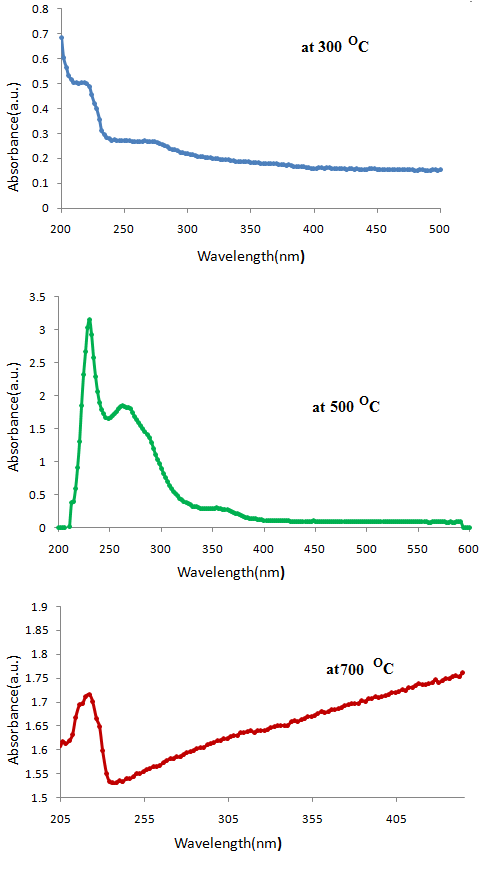 0.8
0.7
0.6
0.5
0.4
0.3
0.2
0.1
0
at 300 OC
Absorbance(a.u.)
200 250 300 350 400 450 500
Wavelength(nm)
3.5
3
2.5
2
1.5
1
0.5
0
at 500 OC
Absorbance(a.u.)
200 250 300 350 400 450 500 550 600
Wavelength(nm)
1.9
1.85
1.8
1.75
1.7
1.65
1.6
1.55
1.5
at700 OC
Absorbance(a.u.)
205 255 305 355 405
Wavelength(nm)